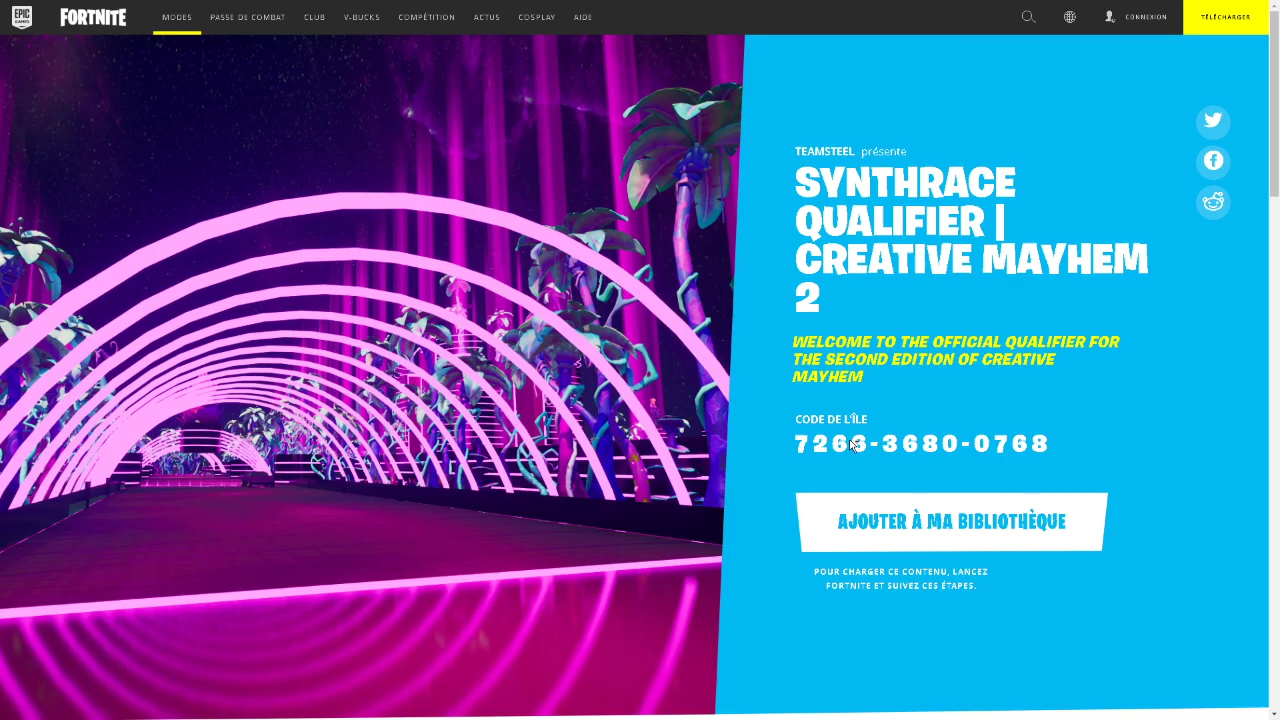 EPIC GAMES
FORTNITE
MODES
PASSE DE COMBAT
CLUB
V-BUCKS
COMPÉTITION
ACTUS
COSPLAY
AIDE
CONNEXION
TÉLÉCHARGER
TEAMSTEEL présente
SYNTHRACE
QUALIFIER |
CREATIVE MAYHEM
2
WELCOME TO THE OFFICIAL QUALIFIER FOR
THE SECOND EDITION OF CREATIVE
MAYHEM
CODE DE L'ÎLE
AJOUTER À MA BIBLIOTHÈQUE
POUR CHARGER CE CONTENU, LANCEZ
FORTNITE ET SUIVEZ CES ÉTAPES.